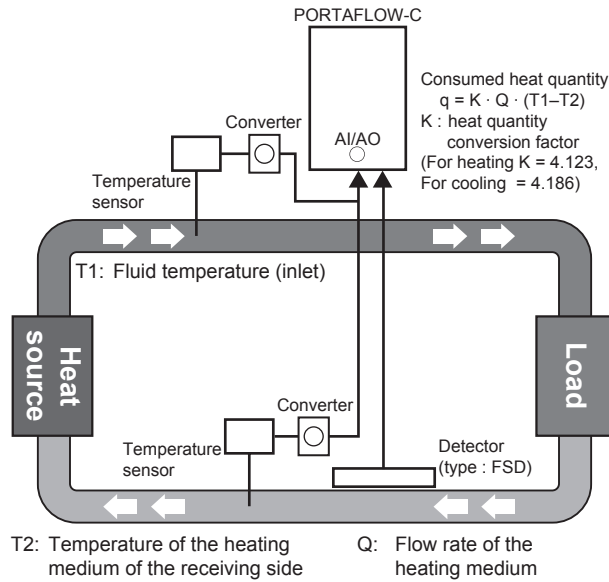 PORTAFLOW-C
Consumed heat quantity
q = K · Q · (T1–T2)
K : heat quantity
conversion factor
(For heating K = 4.123,
For cooling = 4.186)
Converter
AI/AO
Temperature
sensor
T1: Fluid temperature (inlet)
Heat
source
Load
Converter
Temperature
sensor
Detector
(type : FSD)
T2: Temperature of the heating
medium of the receiving side
Q: Flow rate of the
heating medium